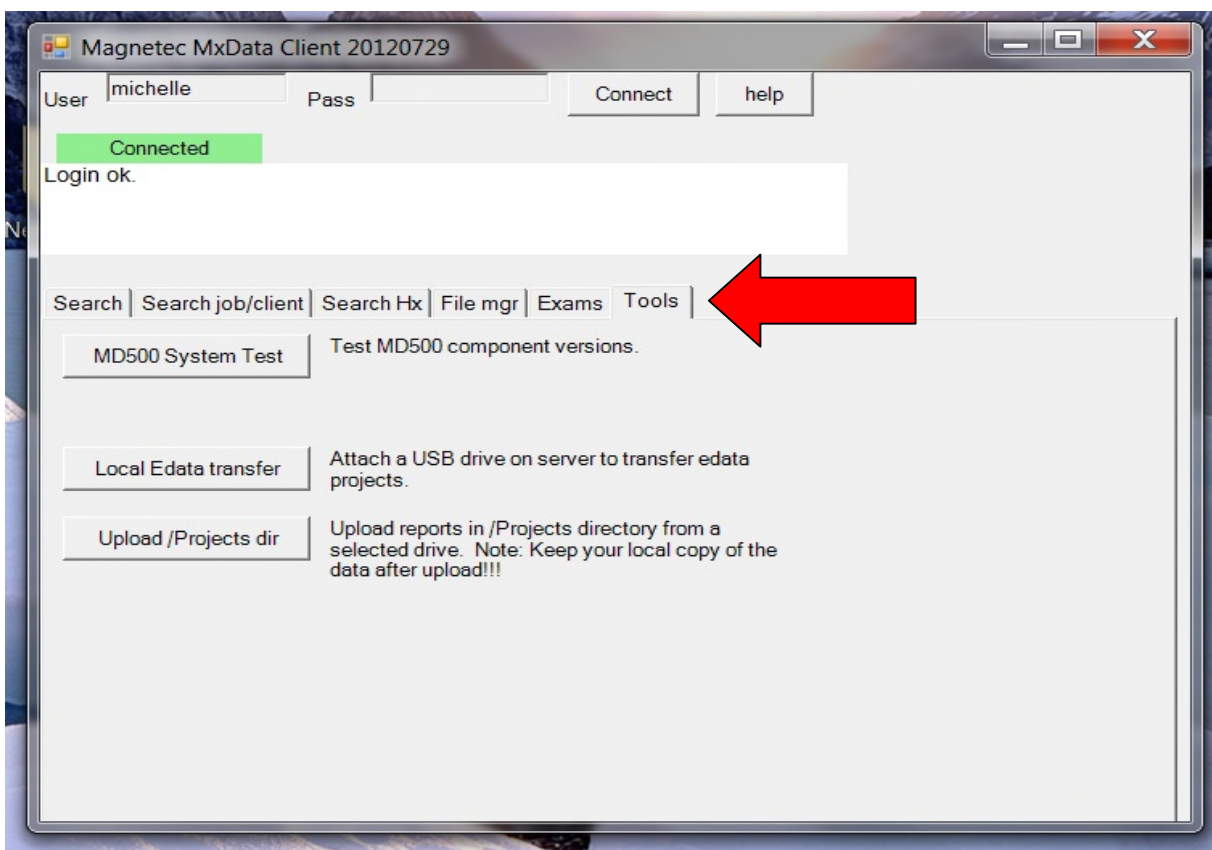 Magnetec MxData Client 20120729
User michelle Pass Connect help
Connected
Login ok.
Ne
Search Search job/client Search Hx File mgr Exams Tools
MD500 System Test Test MD500 component versions.
Local Edata transfer Attach a USB drive on server to transfer edata
projects.
Upload /Projects dir Upload reports in /Projects directory from a
selected drive. Note: Keep your local copy of the
data after upload!!!